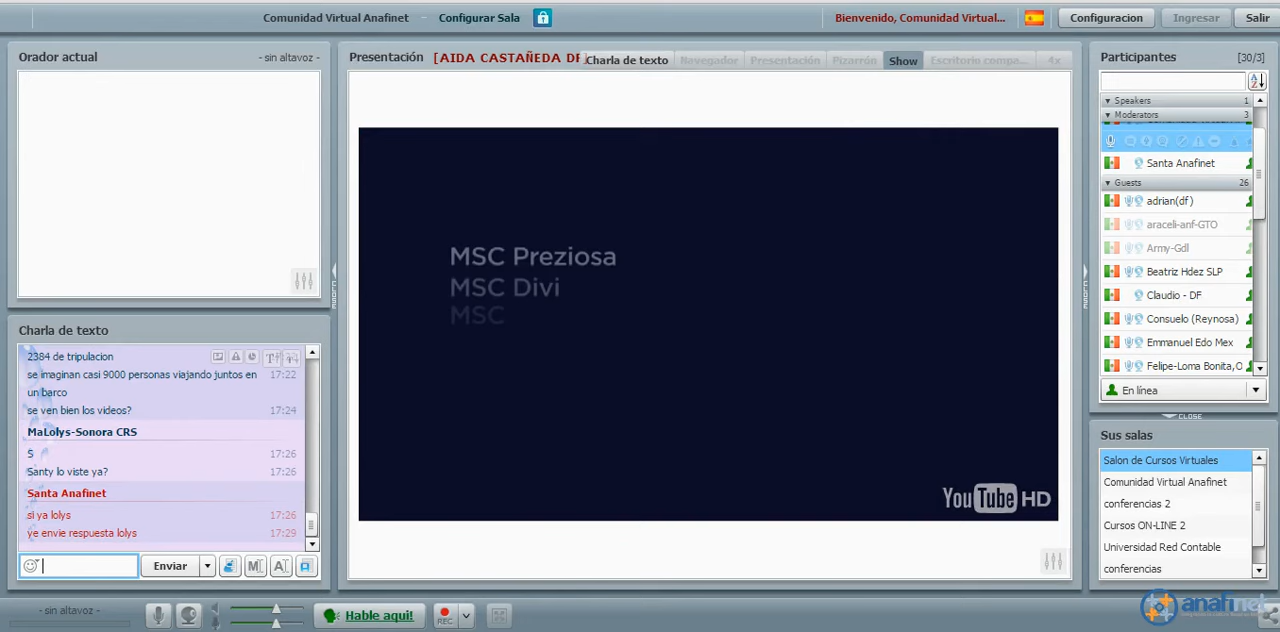 Comunidad Virtual Anafinet
Configurar Sala
Bienvenido, Comunidad Virtual...
Configuracion
Ingresar
Salir
Orador actual
- sin altavoz -
Presentación
[AIDA CASTAÑEDA DF
Charla de texto
Navegador
Presentación
Pizarrón
Show
Escritorio compa...
4x
MSC Preziosa
MSC Divi
MSC
YouTube HD
Participantes
[30/3]
Speakers 1
Moderators 3
Santa Anafinet
Guests 26
adrian(df)
araceli-anf-GTO
Army-Gdl
Beatriz Hdez SLP
Claudio - DF
Consuelo (Reynosa)
Emmanuel Edo Mex
Felipe-Loma Bonita,O
En línea
CLOSE
Sus salas
Salon de Cursos Virtuales
Comunidad Virtual Anafinet
conferencias 2
Cursos ON-LINE 2
Universidad Red Contable
conferencias
Charla de texto
2384 de tripulacion
se imaginan casi 9000 personas viajando juntos en 17:22
un barco
se ven bien los videos? 17:24
MaLolys-Sonora CRS
S 17:26
Santy lo viste ya? 17:26
Santa Anafinet
si ya lolys 17:26
ye envie respuesta lolys 17:29
Enviar
- sin altavoz -
Hable aqui!
REC
anafinet